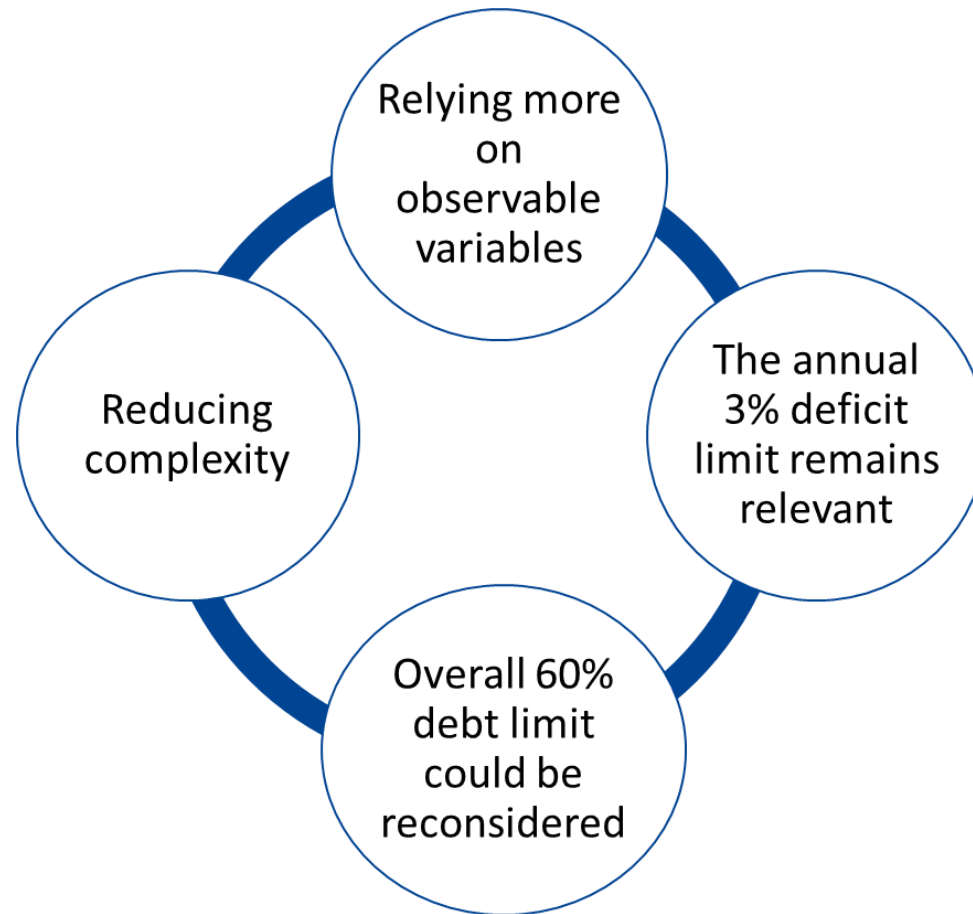 Relying more
on
observable
variables
The annual
3% deficit
limit remains
relevant
Overall 60%
debt limit
could be
reconsidered
Reducing
complexity